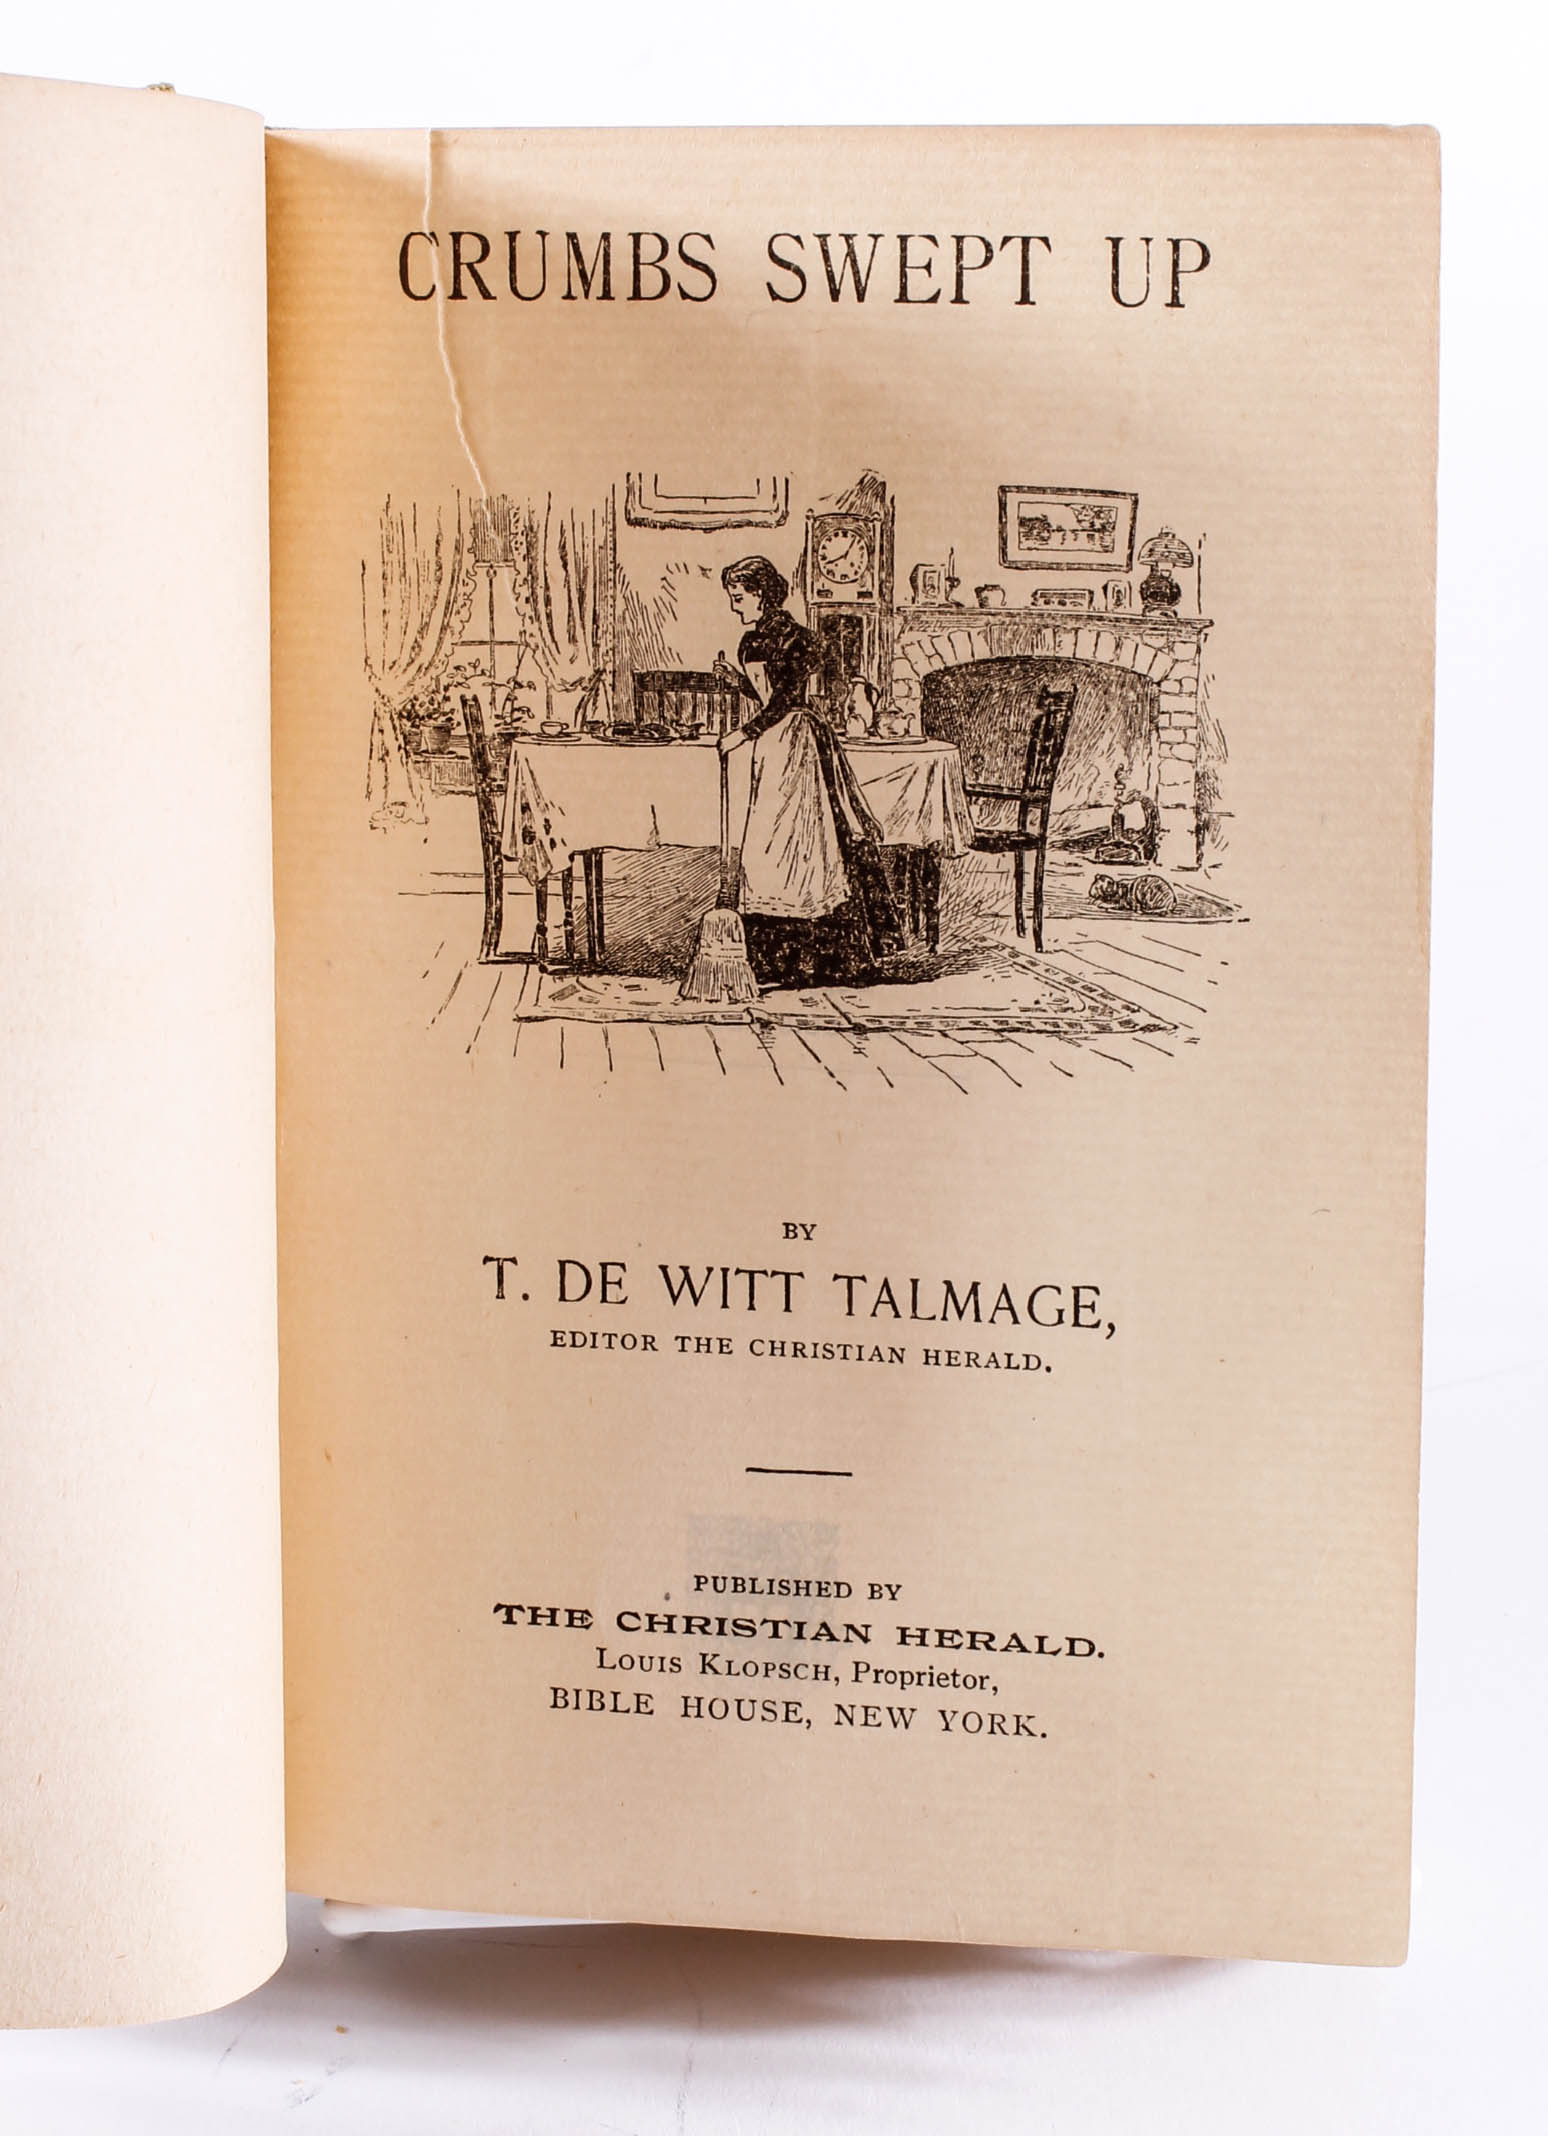 CRUMBS SWEPT UP
BY
T. DE WITT TALMAGE,
EDITOR THE CHRISTIAN HERALD.
PUBLISHED BY
THE CHRISTIAN HERALD.
LOUIS KLOPSCH, Proprietor,
BIBLE HOUSE, NEW YORK.